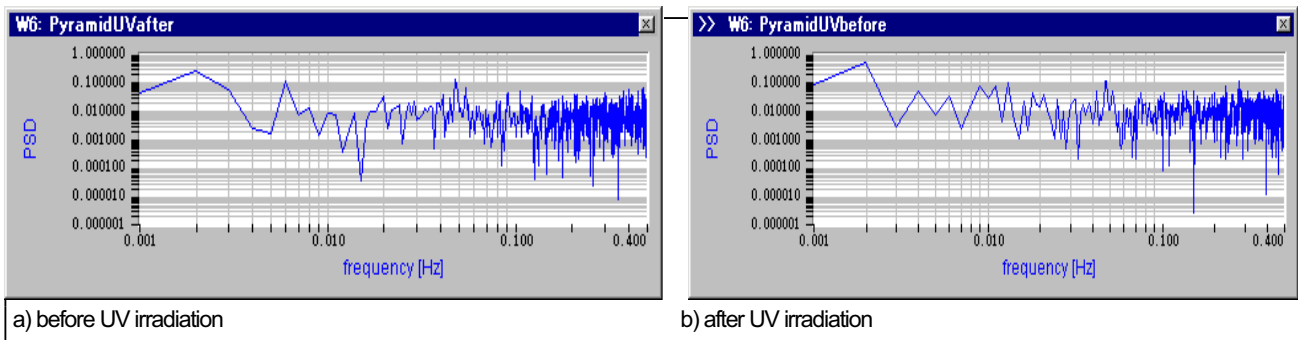 W6: PyramidUVafter
1.000000
0.100000
0.010000
0.001000
0.000100
0.000010
0.000001
PSD
0.001 0.010 0.100 0.400
frequency [Hz]
a) before UV irradiation
>> W6: PyramidUVbefore
1.000000
0.100000
0.010000
0.001000
0.000100
0.000010
0.000001
PSD
0.001 0.010 0.100 0.400
frequency [Hz]
b) after UV irradiation